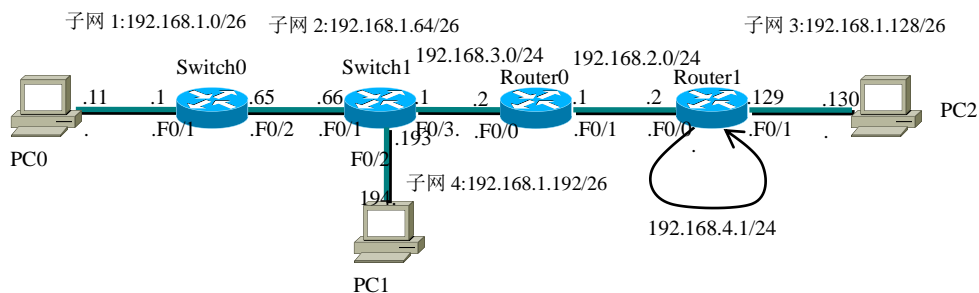 子网 1:192.168.1.0/26
子网 2:192.168.1.64/26
子网 3:192.168.1.128/26
192.168.3.0/24
192.168.2.0/24
Switch0
Switch1
Router0
Router1
.11
.1
.65
.66
.1
.2
.1
.2
.129
.130
PC2
.
.F0/1
.F0/2
.F0/1
.F0/3.
.F0/0
.F0/1
.F0/0
.F0/1
.
.
.193
PC0
F0/2
子网 4:192.168.1.192/26
194.
192.168.4.1/24
PC1